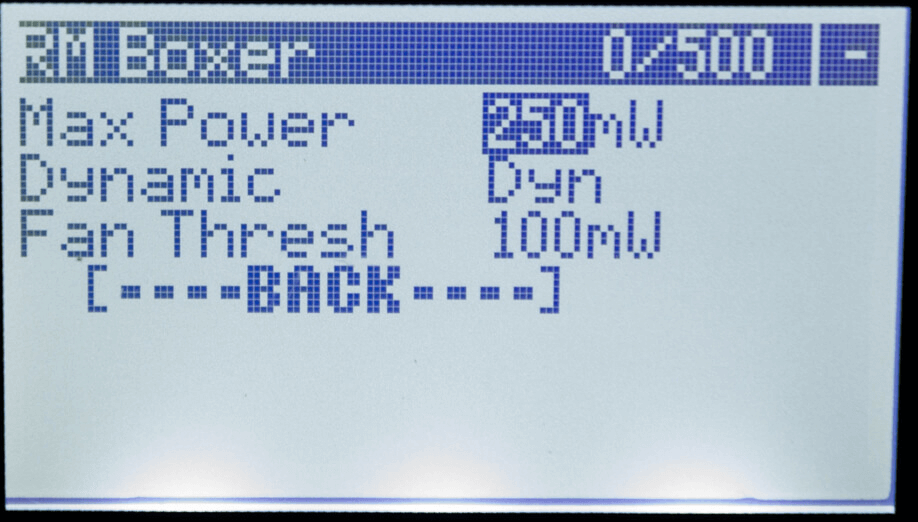 RM Boxer 0/500 -
Max Power 250mW
Dynamic Dyn
Fan Thresh 100mW
[----BACK----]